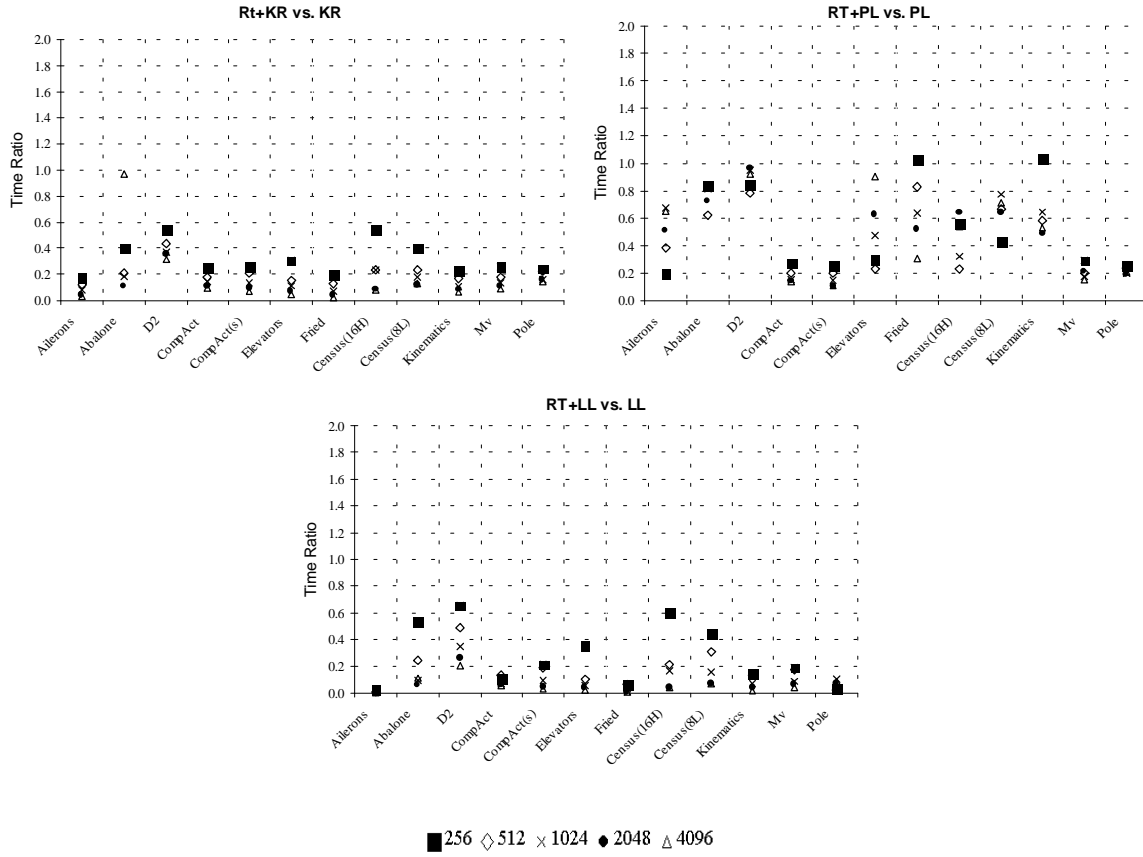 Rt+KR vs. KR
Time Ratio
2.0
1.8
1.6
1.4
1.2
1.0
0.8
0.6
0.4
0.2
0.0
Ailerons
Abalone
D2
CompAct
CompAct(s)
Elevators
Fried
Census(16H)
Census(8L)
Kinematics
Mv
Pole
RT+PL vs. PL
Time Ratio
2.0
1.8
1.6
1.4
1.2
1.0
0.8
0.6
0.4
0.2
0.0
Ailerons
Abalone
D2
CompAct
CompAct(s)
Elevators
Fried
Census(16H)
Census(8L)
Kinematics
Mv
Pole
RT+LL vs. LL
Time Ratio
2.0
1.8
1.6
1.4
1.2
1.0
0.8
0.6
0.4
0.2
0.0
Ailerons
Abalone
D2
CompAct
CompAct(s)
Elevators
Fried
Census(16H)
Census(8L)
Kinematics
Mv
Pole
256 512 1024 2048 4096